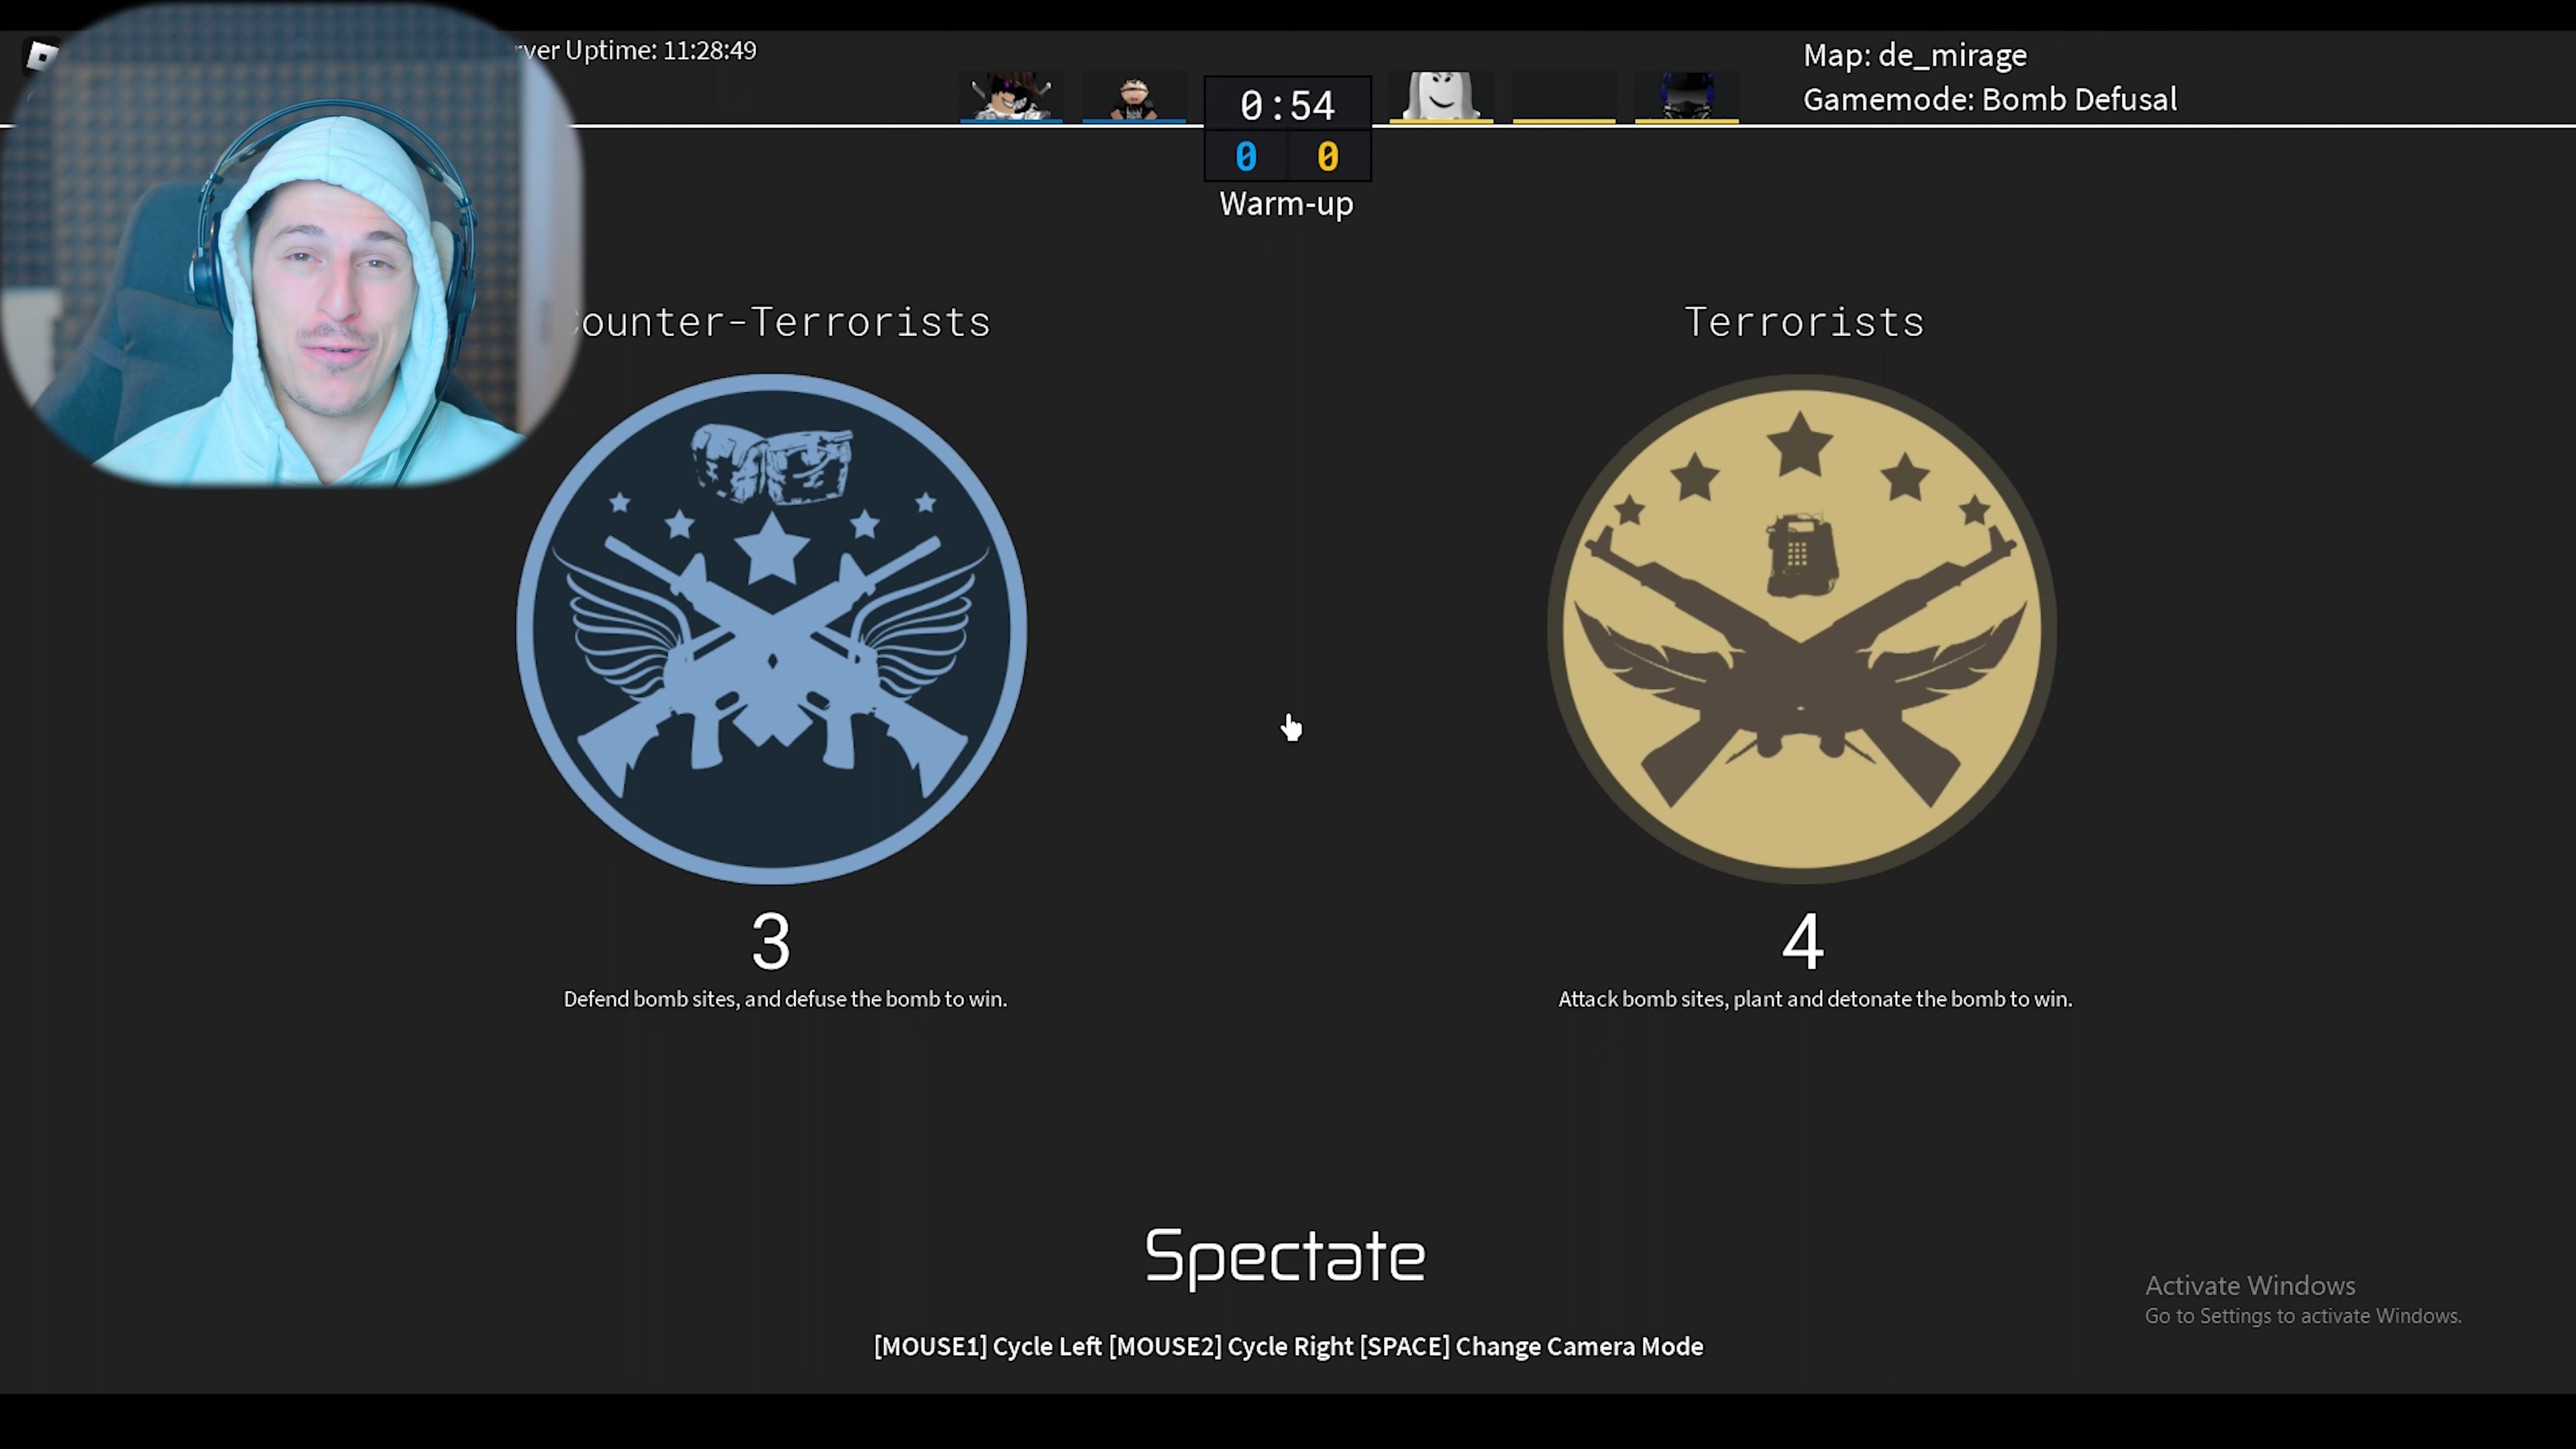 Uptime: 11:28:49
Map: de_mirage
Gamemode: Bomb Defusal
0:54
0 0
Warm-up
ounter-Terrorists
Terrorists
3
4
Defend bomb sites, and defuse the bomb to win.
Attack bomb sites, plant and detonate the bomb to win.
Spectate
Activate Windows
Go to Settings to activate Windows.
[MOUSE1] Cycle Left [MOUSE2] Cycle Right [SPACE] Change Camera Mode